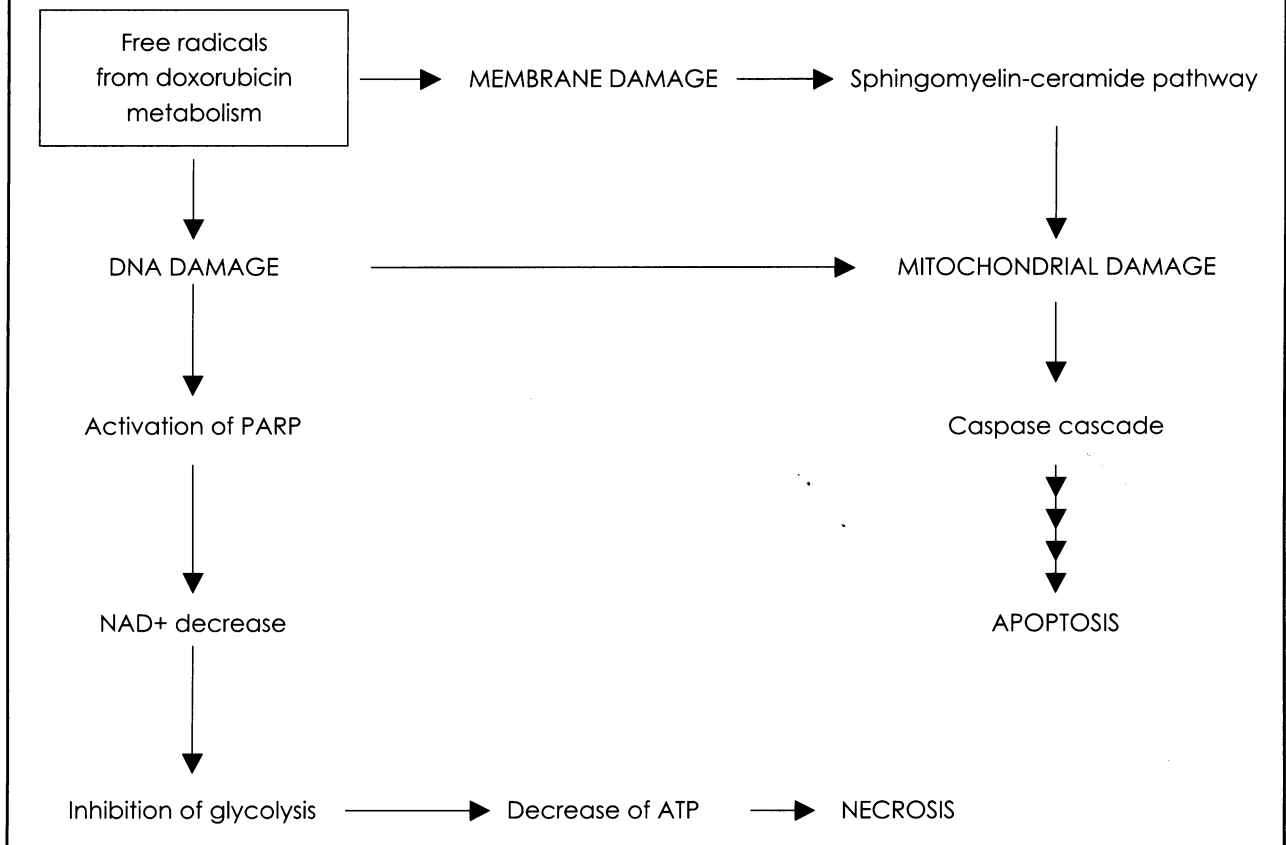 Free radicals
from doxorubicin
metabolism
MEMBRANE DAMAGE
Sphingomyelin-ceramide pathway
DNA DAMAGE
MITOCHONDRIAL DAMAGE
Activation of PARP
Caspase cascade
NAD+ decrease
APOPTOSIS
Inhibition of glycolysis
Decrease of ATP
NECROSIS